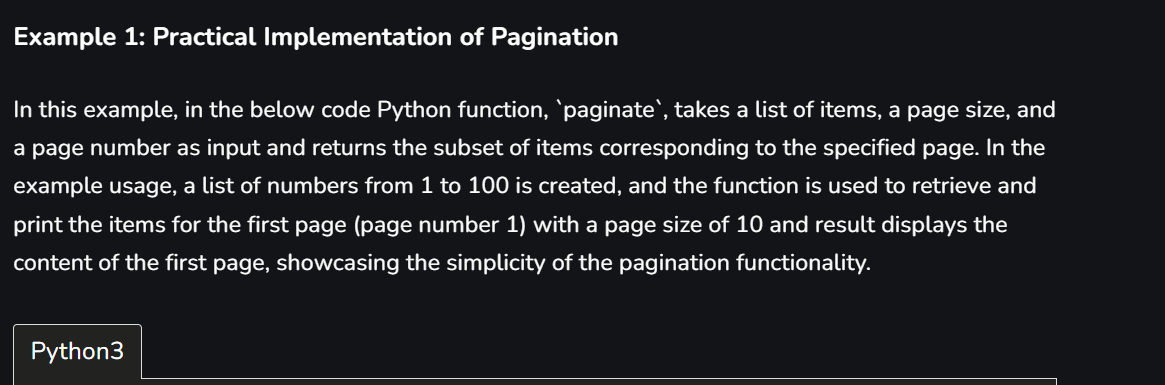 Example 1: Practical Implementation of Pagination
In this example, in the below code Python function, `paginate`, takes a list of items, a page size, and
a page number as input and returns the subset of items corresponding to the specified page. In the
example usage, a list of numbers from 1 to 100 is created, and the function is used to retrieve and
print the items for the first page (page number 1) with a page size of 10 and result displays the
content of the first page, showcasing the simplicity of the pagination functionality.
Python3